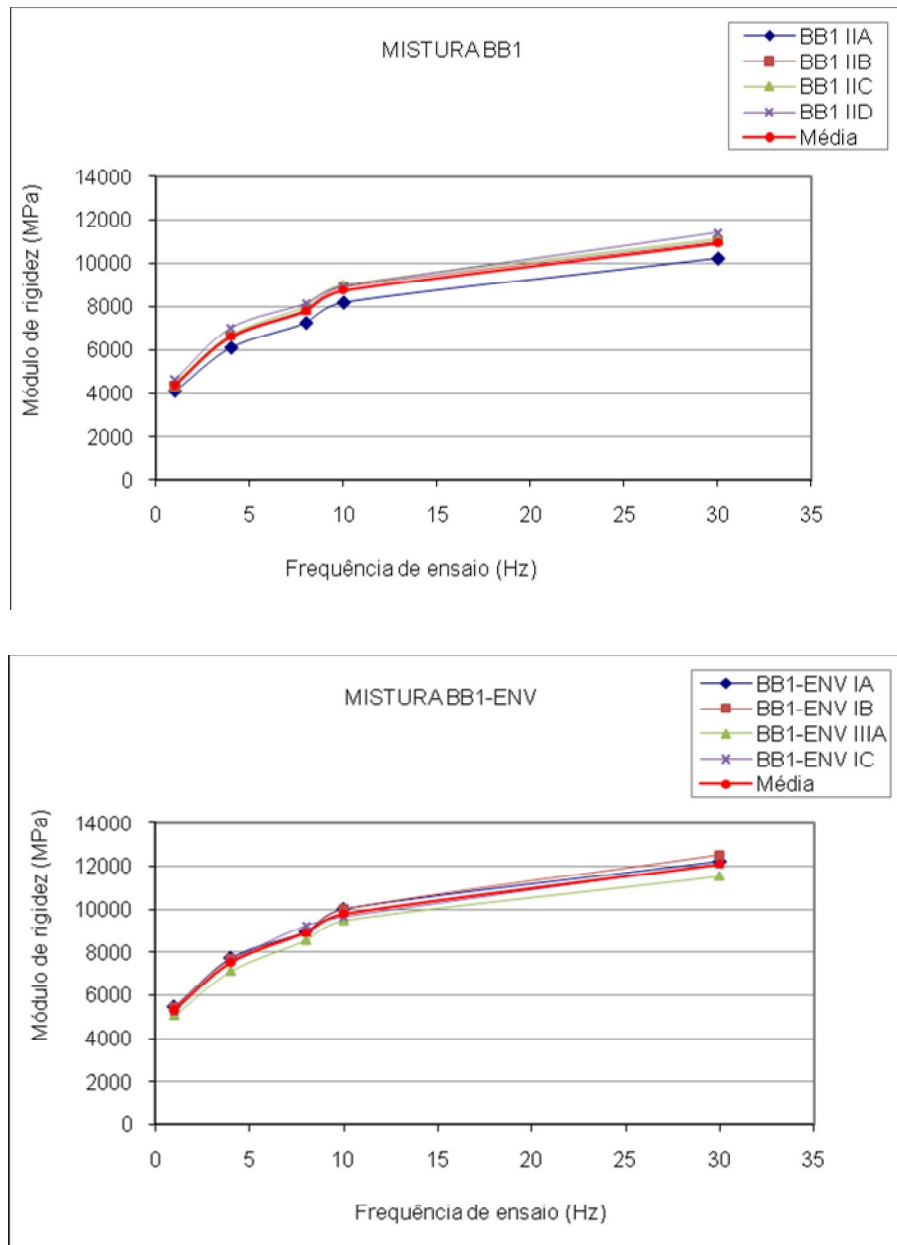 MISTURA BB1
BB1 IIA
BB1 IIB
BB1 IIC
BB1 IID
Média
Módulo de rigidez (MPa)
14000
12000
10000
8000
6000
4000
2000
0
0 5 10 15 20 25 30 35
Frequência de ensaio (Hz)
MISTURA BB1-ENV
BB1-ENV IA
BB1-ENV IB
BB1-ENV IIIA
BB1-ENV IC
Média
Módulo de rigidez (MPa)
14000
12000
10000
8000
6000
4000
2000
0
0 5 10 15 20 25 30 35
Frequência de ensaio (Hz)